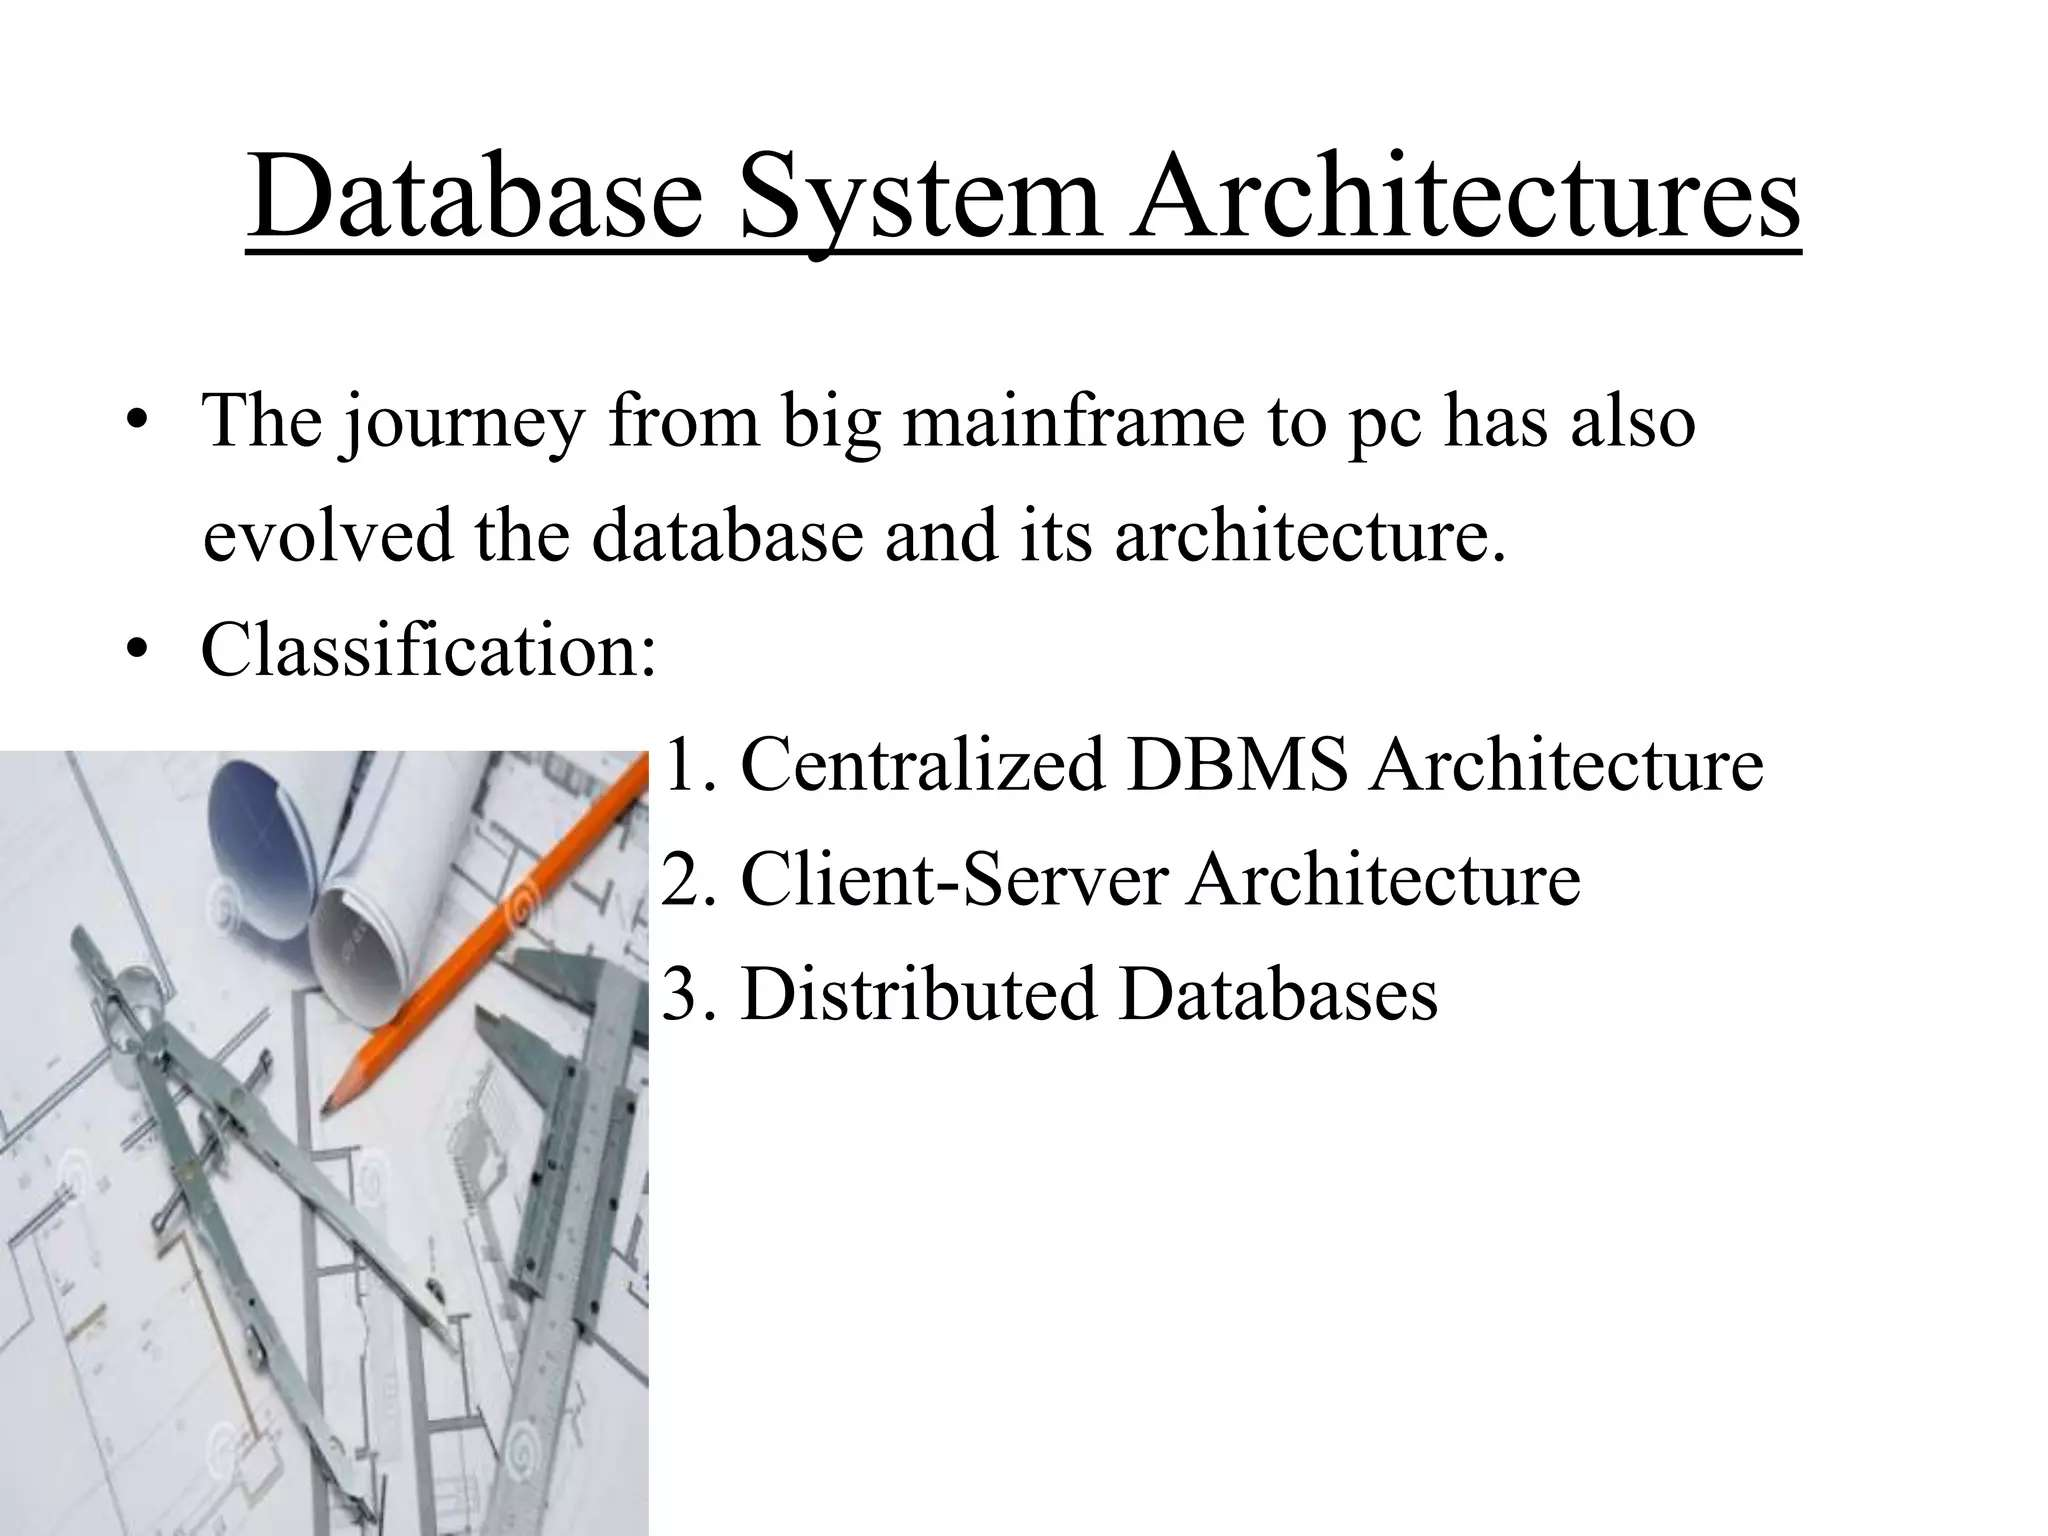 Database System Architectures
• The journey from big mainframe to pc has also
evolved the database and its architecture.
• Classification:
1. Centralized DBMS Architecture
2. Client-Server Architecture
3. Distributed Databases